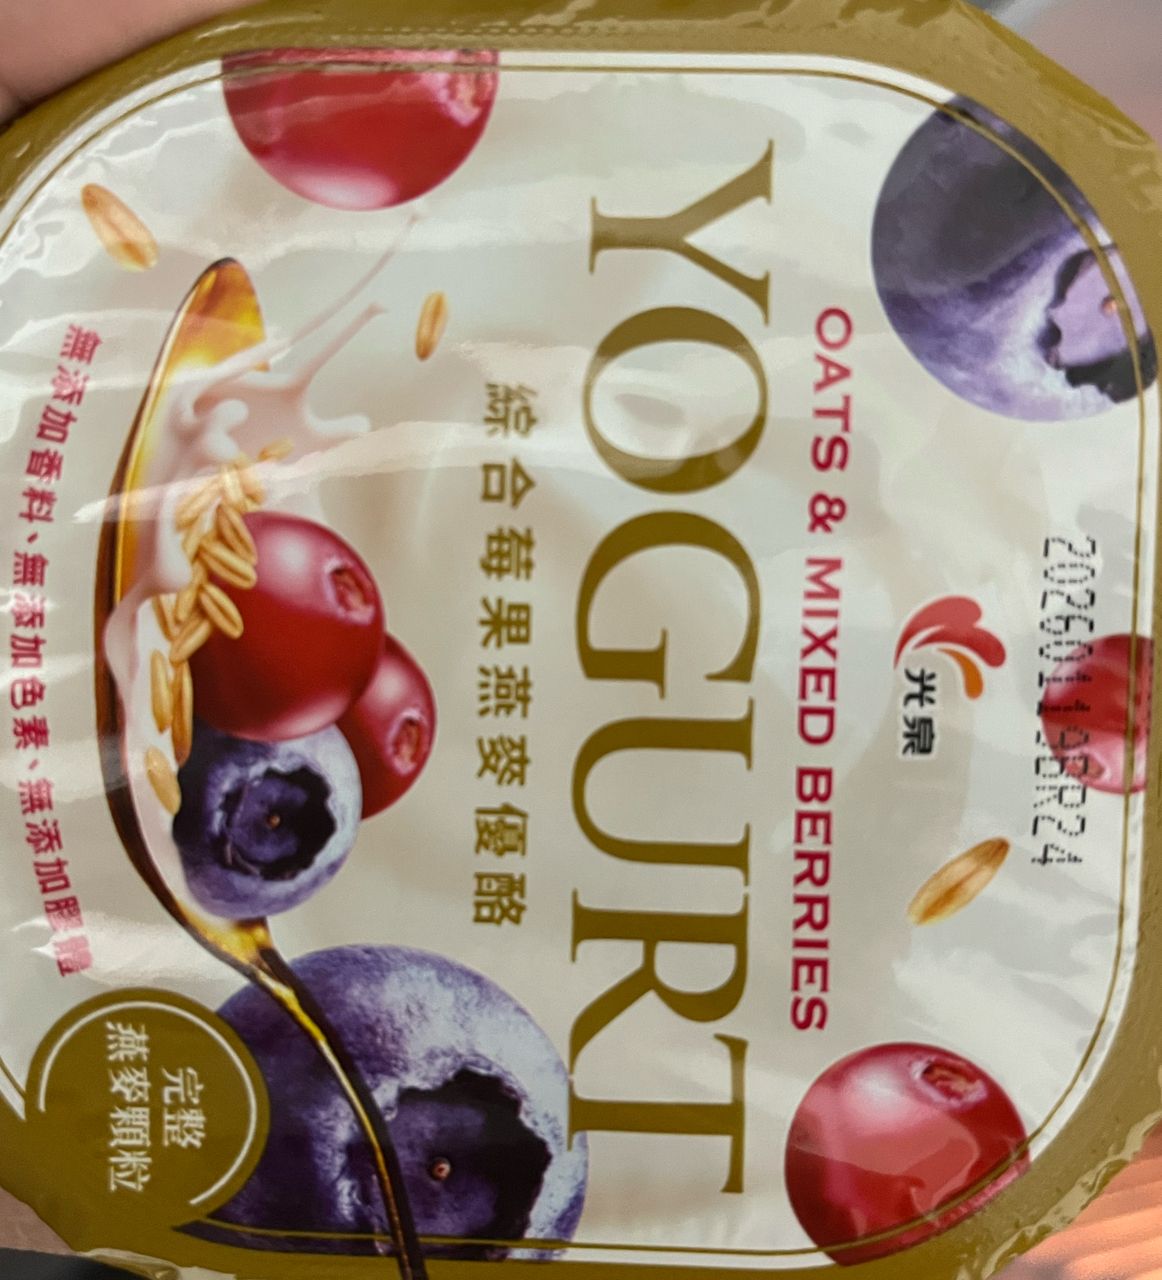 光泉
OATS & MIXED BERRIES
YOGURT
綜合莓果燕麥優酪
無添加香料、無添加色素、無添加膠體
完整
燕麥顆粒